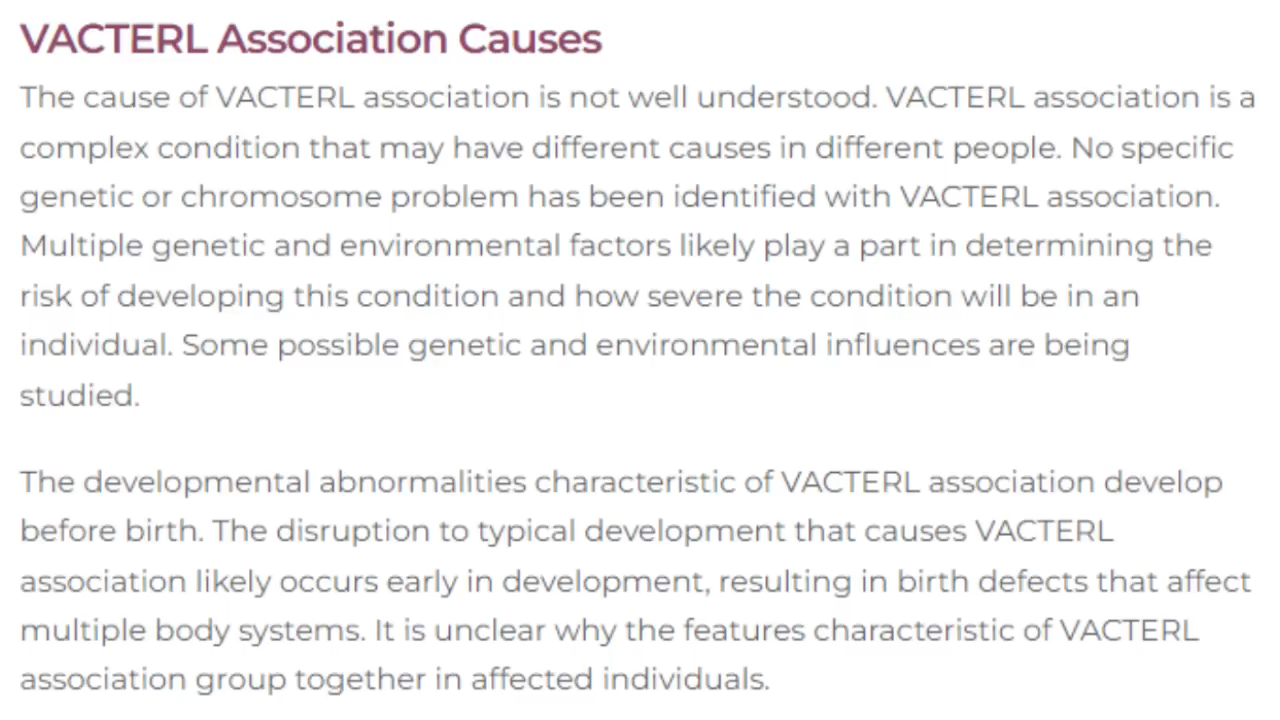 VACTERL Association Causes
The cause of VACTERL association is not well understood. VACTERL association is a
complex condition that may have different causes in different people. No specific
genetic or chromosome problem has been identified with VACTERL association.
Multiple genetic and environmental factors likely play a part in determining the
risk of developing this condition and how severe the condition will be in an
individual. Some possible genetic and environmental influences are being
studied.
The developmental abnormalities characteristic of VACTERL association develop
before birth. The disruption to typical development that causes VACTERL
association likely occurs early in development, resulting in birth defects that affect
multiple body systems. It is unclear why the features characteristic of VACTERL
association group together in affected individuals.